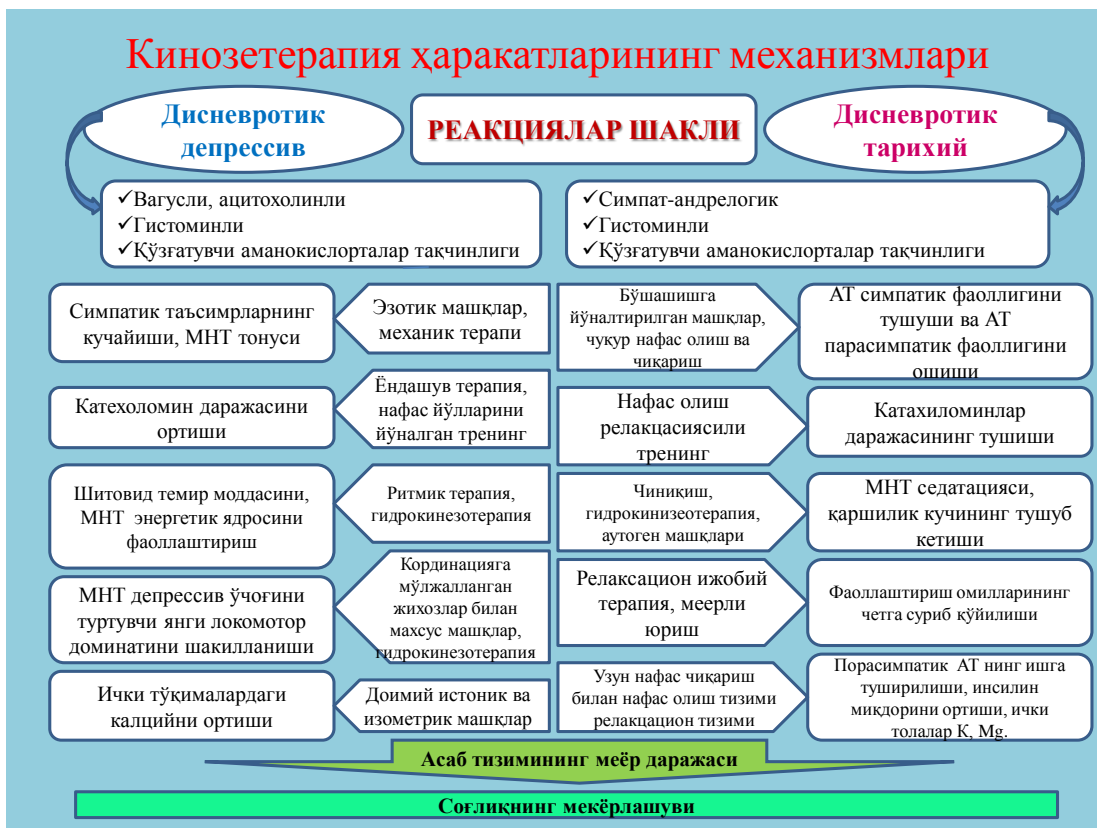 Кинозетерапия ҳаракатларининг механизмлари
Дисневротик
депрессив
РЕАКЦИЯЛАР ШАКЛИ
Дисневротик
тарихий
✓Вагусли, ацитохолинли
✓Гистоминли
✓Қўзғатувчи аманокислорталар тақчинлиги
✓Симпат-андрелогик
✓Гистоминли
✓Қўзғатувчи аманокислорталар тақчинлиги
Симпатик таъсимрларнинг
кучайиши, МНТ тонуси
Эзотик машқлар,
механик терапи
Бўшашишга
йўналтирилган машқлар,
чуқур нафас олиш ва
чиқариш
АТ симпатик фаоллигини
тушуши ва АТ
парасимпатик фаоллигини
ошиши
Катехоломин даражасини
ортиши
Ёндашув терапия,
нафас йўлларини
йўналган тренинг
Нафас олиш
релакцасиясили
тренинг
Катахиломинлар
даражасининг тушиши
Шитовид темир моддасини,
МНТ энергетик ядросини
фаоллаштириш
Ритмик терапия,
гидрокинезотерапия
Чиниқиш,
гидрокинизеотерапия,
аутоген машқлари
МНТ седатацияси,
қаршилик кучининг тушуб
кетиши
МНТ депрессив ўчоғини
туртувчи янги локомотор
доминатини шакилланиши
Кординацияга
мўлжалланган
жихозлар билан
махсус машқлар,
гидрокинезотерапия
Релаксацион ижобий
терапия, меерли
юриш
Фаоллаштириш омилларининг
четга суриб қўйилиши
Ички тўқималардаги
калцийни ортиши
Доимий истоник ва
изометрик машқлар
Узун нафас чиқариш
билан нафас олиш тизими
релакцацион тизими
Порасимпатик АТ нинг ишга
туширилиши, инсилин
миқдорини ортиши, ички
толалар К, Mg.
Асаб тизимининг меёр даражаси
Соғлиқнинг мекёрлашуви